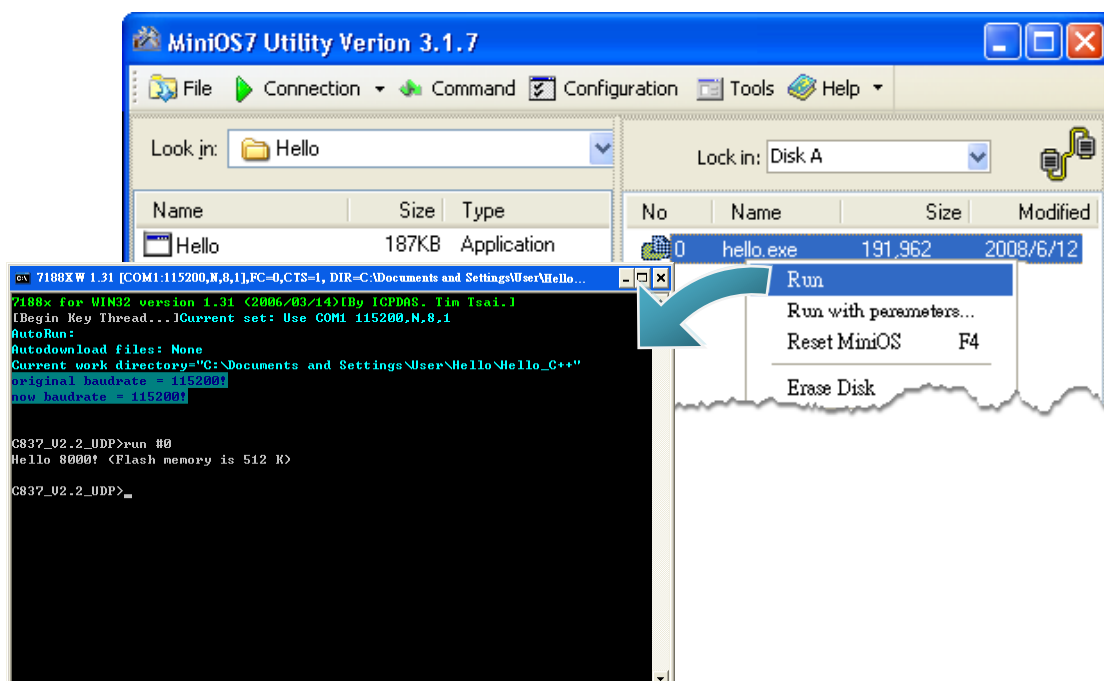 MiniOS7 Utility Verion 3.1.7
File Connection Command Configuration Tools Help
Look in: Hello
Lock in: Disk A
Name Size Type
Hello 187KB Application
No Name Size Modified
0 hello.exe 191,962 2008/6/12
Run
Run with peremeters...
Reset MiniOS F4
Erase Disk
7188XW 1.31 [COM1:115200,N,8,1],FC=0,CTS=1, DIR=C:\Documents and Settings\User\Hello...
7188x for WIN32 version 1.31 (2006/03/14)[By ICPDAS. Tim Tsai.]
[Begin Key Thread...]Current set: Use COM1 115200,N,8,1
AutoRun:
Autodownload files: None
Current work directory="C:\Documents and Settings\User\Hello\Hello_C++"
original baudrate = 115200!
now baudrate = 115200!
C837_V2.2_UDP>run #0
Hello 8000! (Flash memory is 512 K)
C837_V2.2_UDP>_